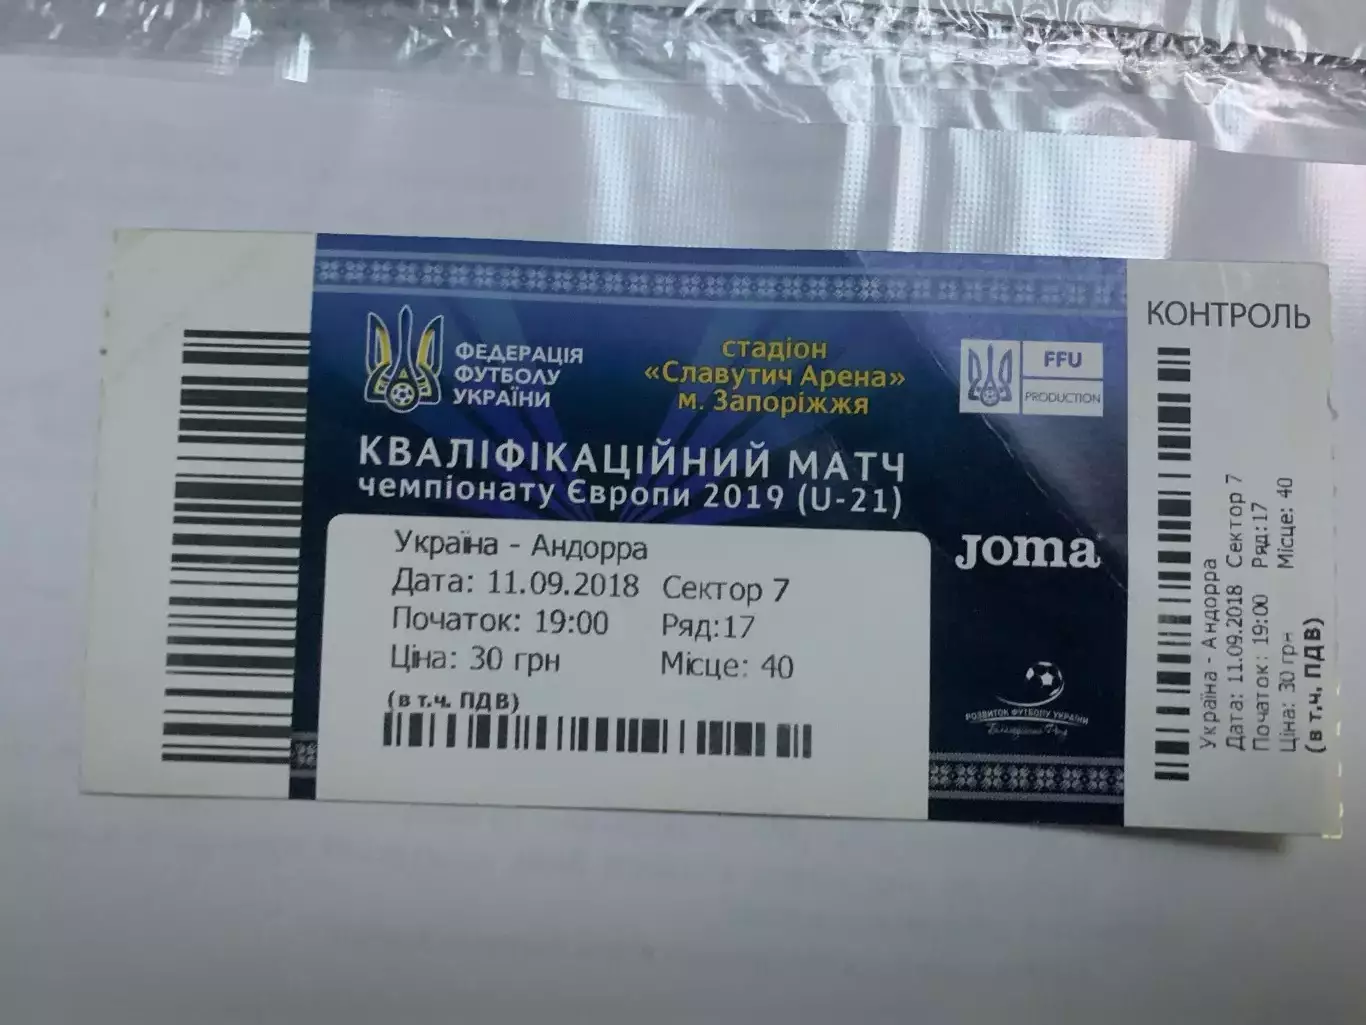 ФЕДЕРАЦІЯ
ФУТБОЛУ
УКРАЇНИ
стадіон
«Славутич Арена»
м. Запоріжжя
FFU
PRODUCTION
КВАЛІФІКАЦІЙНИЙ МАТЧ
чемпіонату Європи 2019 (U-21)
Україна - Андорра
Дата: 11.09.2018 Сектор 7
Початок: 19:00 Ряд:17
Ціна: 30 грн Місце: 40
(в т.ч. ПДВ)
Joma
РОЗВИТОК ФУТБОЛУ УКРАЇНИ
КОНТРОЛЬ
Україна - Андорра
Дата: 11.09.2018 Сектор 7
Початок: 19:00 Ряд:17
Ціна: 30 грн Місце: 40
(в т.ч. ПДВ)